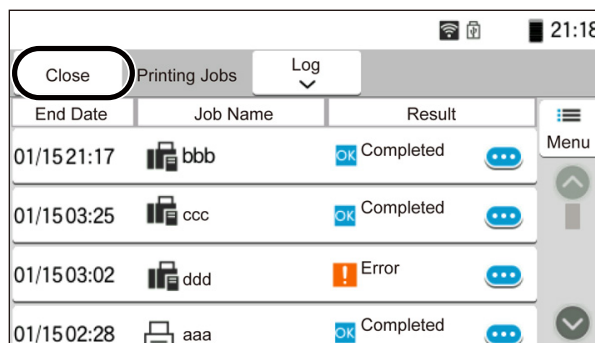 21:18
Close Printing Jobs Log
End Date Job Name Result
Menu
01/15 21:17 bbb OK Completed
01/15 03:25 ccc OK Completed
01/15 03:02 ddd ! Error
01/15 02:28 aaa OK Completed